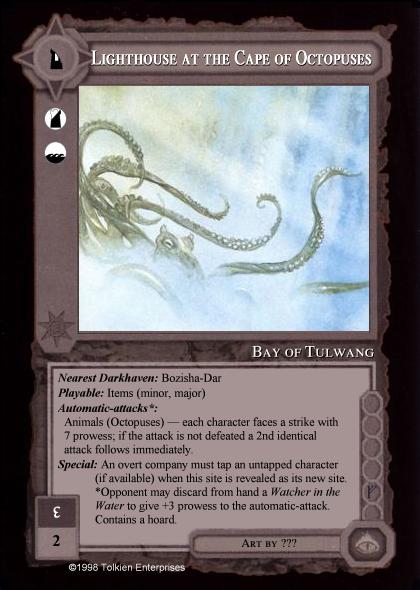 LIGHTHOUSE AT THE CAPE OF OCTOPUSES
BAY OF TULWANG
Nearest Darkhaven: Bozisha-Dar
Playable: Items (minor, major)
Automatic-attacks*:
Animals (Octopuses) — each character faces a strike with
7 prowess; if the attack is not defeated a 2nd identical
attack follows immediately.
Special: An overt company must tap an untapped character
(if available) when this site is revealed as its new site.
*Opponent may discard from hand a Watcher in the
Water to give +3 prowess to the automatic-attack.
Contains a hoard.
ε
2
ART BY ???
©1998 Tolkien Enterprises